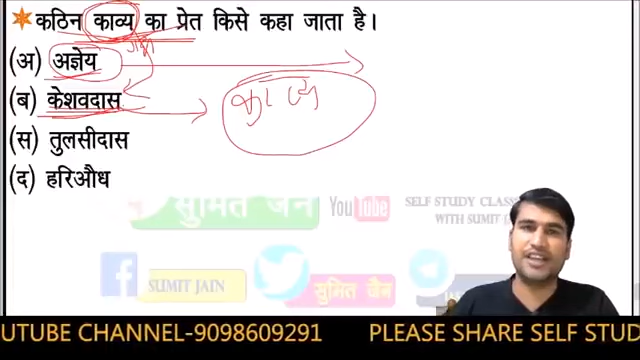 कठिन काव्य का प्रेत किसे कहा जाता है।
(अ) अज्ञेय
(ब) केशवदास
काव्य
(स) तुलसीदास
(द) हरिऔध
सुमित जैन
YouTube
SELF STUDY CLASSES
WITH SUMIT
SUMIT JAIN
सुमित जैन
UTUBE CHANNEL-9098609291 PLEASE SHARE SELF STUD